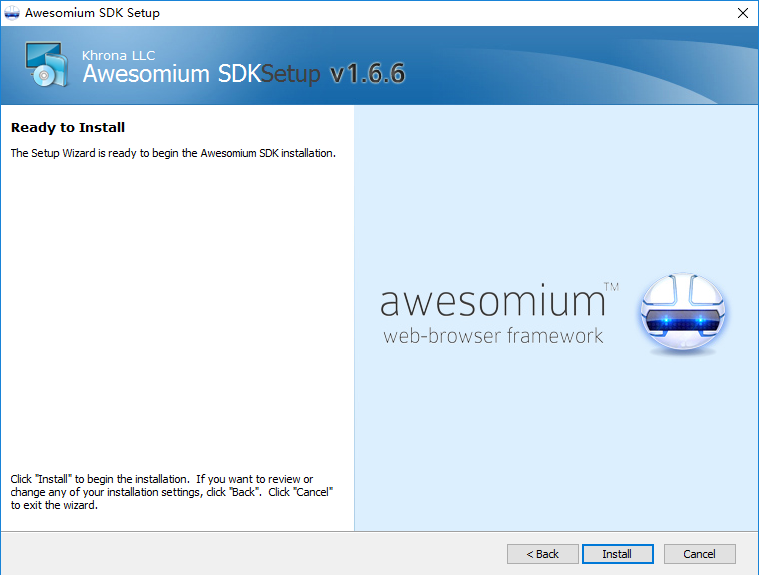 Awesomium SDK Setup
Khrona LLC
Awesomium SDK Setup v1.6.6
Ready to Install
The Setup Wizard is ready to begin the Awesomium SDK installation.
awesomium™
web-browser framework
Click "Install" to begin the installation. If you want to review or
change any of your installation settings, click "Back". Click "Cancel"
to exit the wizard.
< Back
Install
Cancel